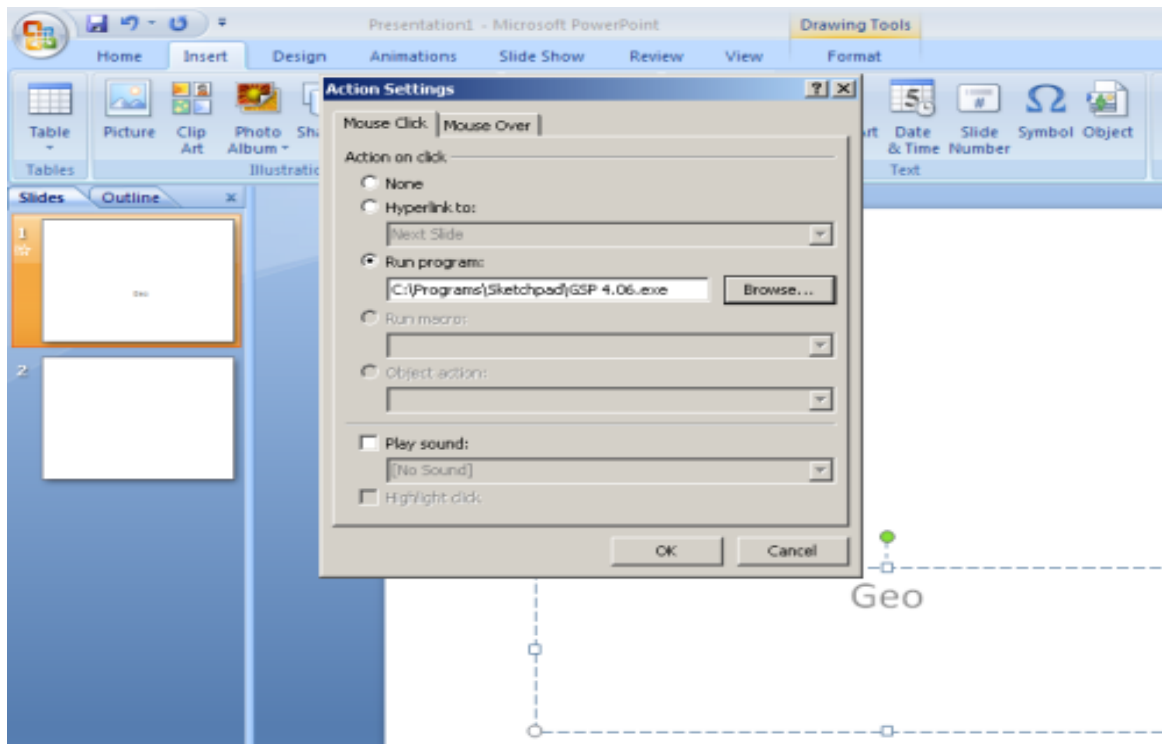 Presentation1 - Microsoft PowerPoint
Drawing Tools
Home Insert Design Animations Slide Show Review View Format
Action Settings
Table
Picture
Clip Art
Photo Album
Date & Time
Slide Number
Symbol
Object
Tables
Text
Slides
Outline
Mouse Click
Mouse Over
Action on click
None
Hyperlink to:
Next Slide
Run program:
C:\Programs\Sketchpad\GSP 4.06.exe
Browse...
Run macro:
Object action:
Play sound:
[No Sound]
Highlight click
OK
Cancel
1
Geo
2
Geo